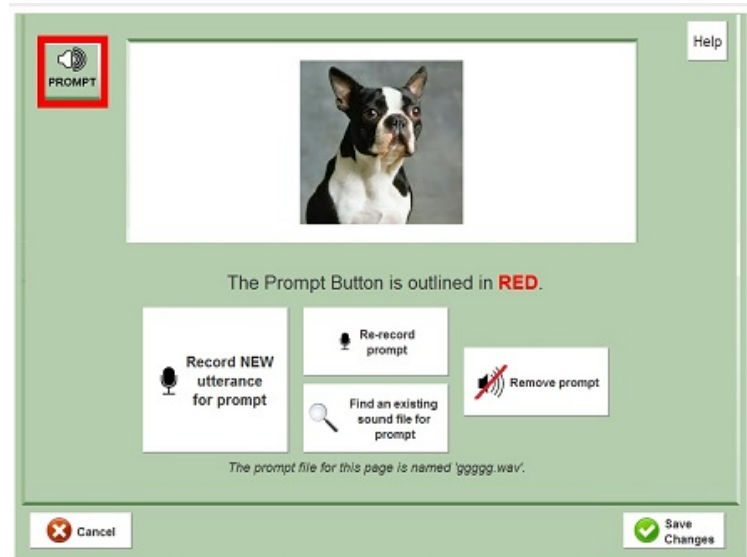 PROMPT
Help
The Prompt Button is outlined in RED.
Record NEW
utterance
for prompt
Re-record
prompt
Find an existing
sound file for
prompt
Remove prompt
The prompt file for this page is named 'ggggg.wav'.
Cancel
Save
Changes